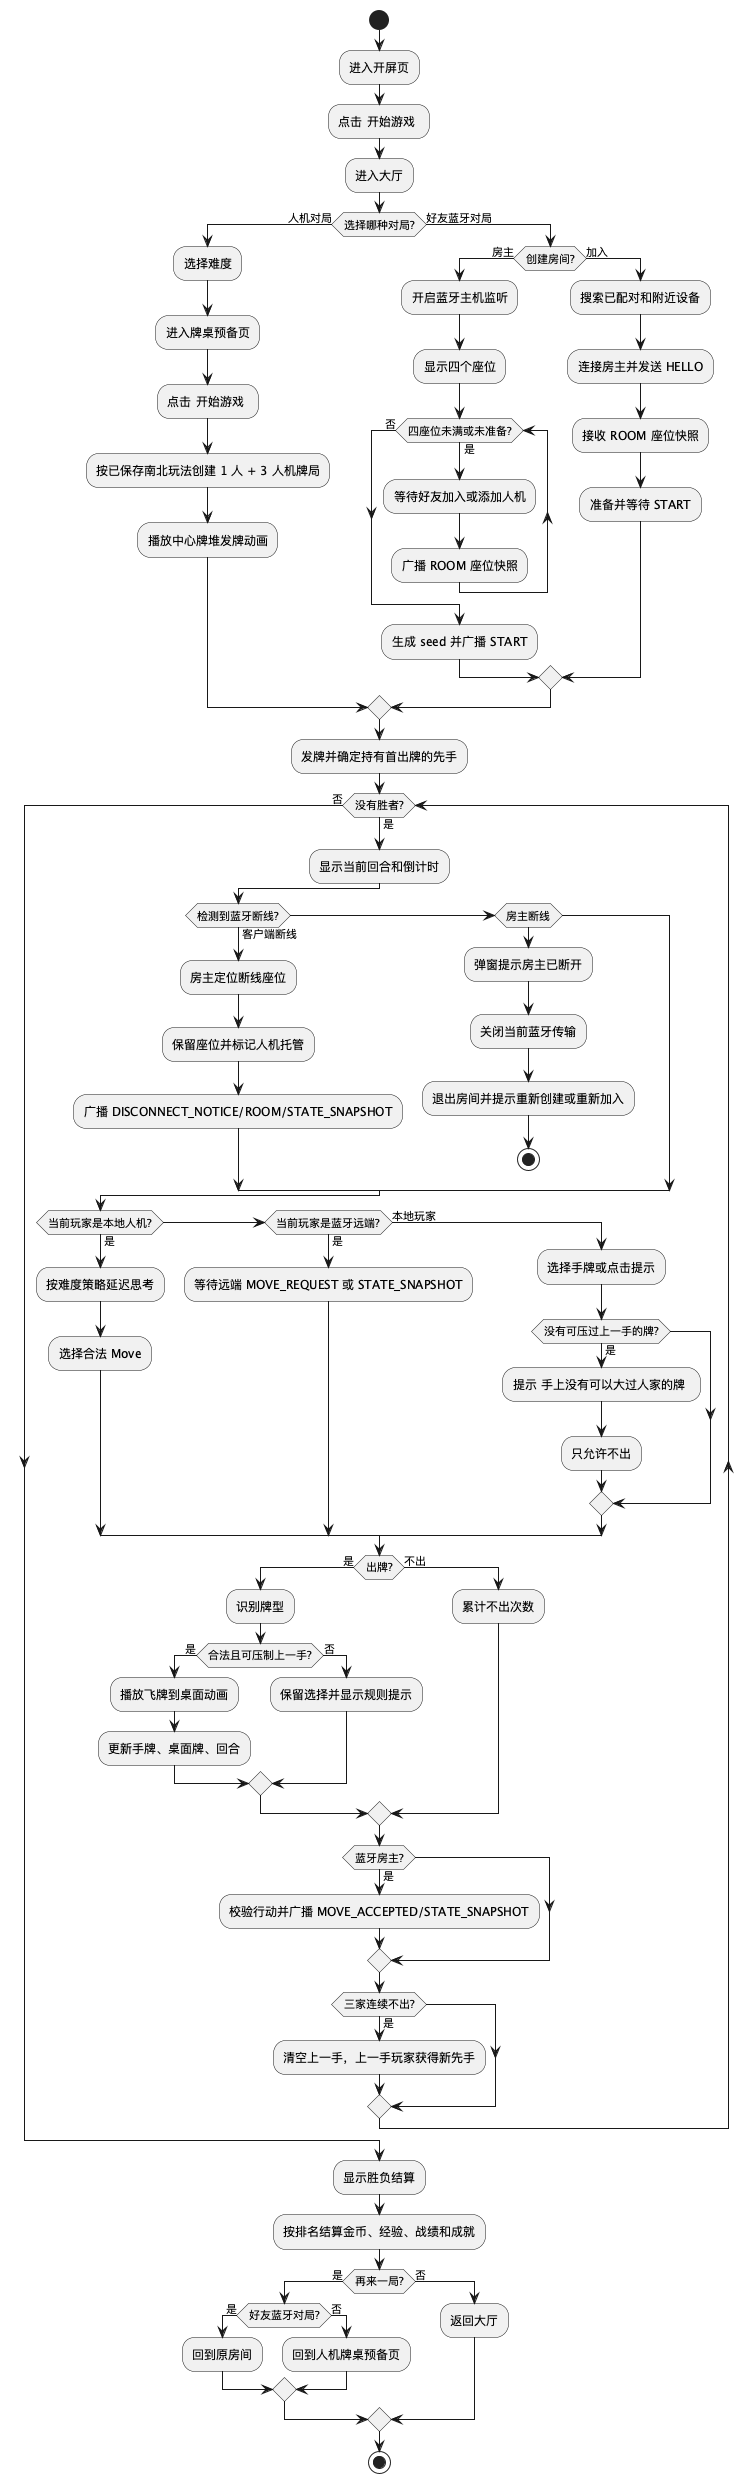 进入开屏页
点击 开始游戏
进入大厅
选择哪种对局?
人机对局
好友蓝牙对局
选择难度
进入牌桌预备页
点击 开始游戏
按已保存南北玩法创建 1 人 + 3 人机牌局
播放中心牌堆发牌动画
创建房间?
房主
加入
开启蓝牙主机监听
显示四个座位
四座位未满或未准备?
否
是
等待好友加入或添加人机
广播 ROOM 座位快照
生成 seed 并广播 START
搜索已配对和附近设备
连接房主并发送 HELLO
接收 ROOM 座位快照
准备并等待 START
发牌并确定持有首出牌的先手
没有胜者?
否
是
显示当前回合和倒计时
检测到蓝牙断线?
客户端断线
房主定位断线座位
保留座位并标记人机托管
广播 DISCONNECT_NOTICE/ROOM/STATE_SNAPSHOT
房主断线
弹窗提示房主已断开
关闭当前蓝牙传输
退出房间并提示重新创建或重新加入
当前玩家是本地人机?
是
按难度策略延迟思考
选择合法 Move
当前玩家是蓝牙远端?
是
等待远端 MOVE_REQUEST 或 STATE_SNAPSHOT
本地玩家
选择手牌或点击提示
没有可压过上一手的牌?
是
提示 手上没有可以大过人家的牌
只允许不出
出牌?
是
不出
识别牌型
合法且可压制上一手?
是
否
播放飞牌到桌面动画
更新手牌、桌面牌、回合
保留选择并显示规则提示
累计不出次数
蓝牙房主?
是
校验行动并广播 MOVE_ACCEPTED/STATE_SNAPSHOT
三家连续不出?
是
清空上一手，上一手玩家获得新先手
显示胜负结算
按排名结算金币、经验、战绩和成就
再来一局?
是
否
好友蓝牙对局?
是
否
回到原房间
回到人机牌桌预备页
返回大厅